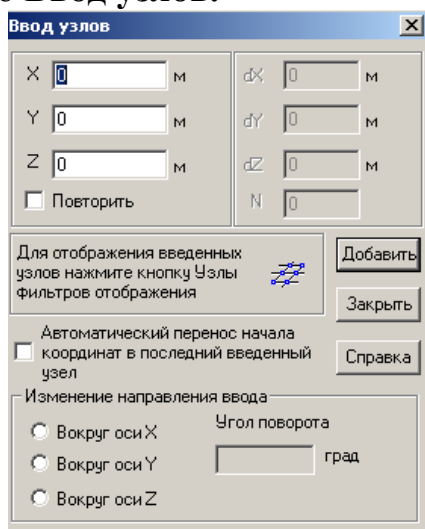 Ввод узлов.
Ввод узлов
X 0 м dX 0 м
Y 0 м dY 0 м
Z 0 м dZ 0 м
Повторить N 0
Для отображения введенных
узлов нажмите кнопку Узлы
фильтров отображения
Добавить
Закрыть
Автоматический перенос начала
координат в последний введенный
узел
Справка
Изменение направления ввода
Вокруг оси X Угол поворота
Вокруг оси Y град
Вокруг оси Z